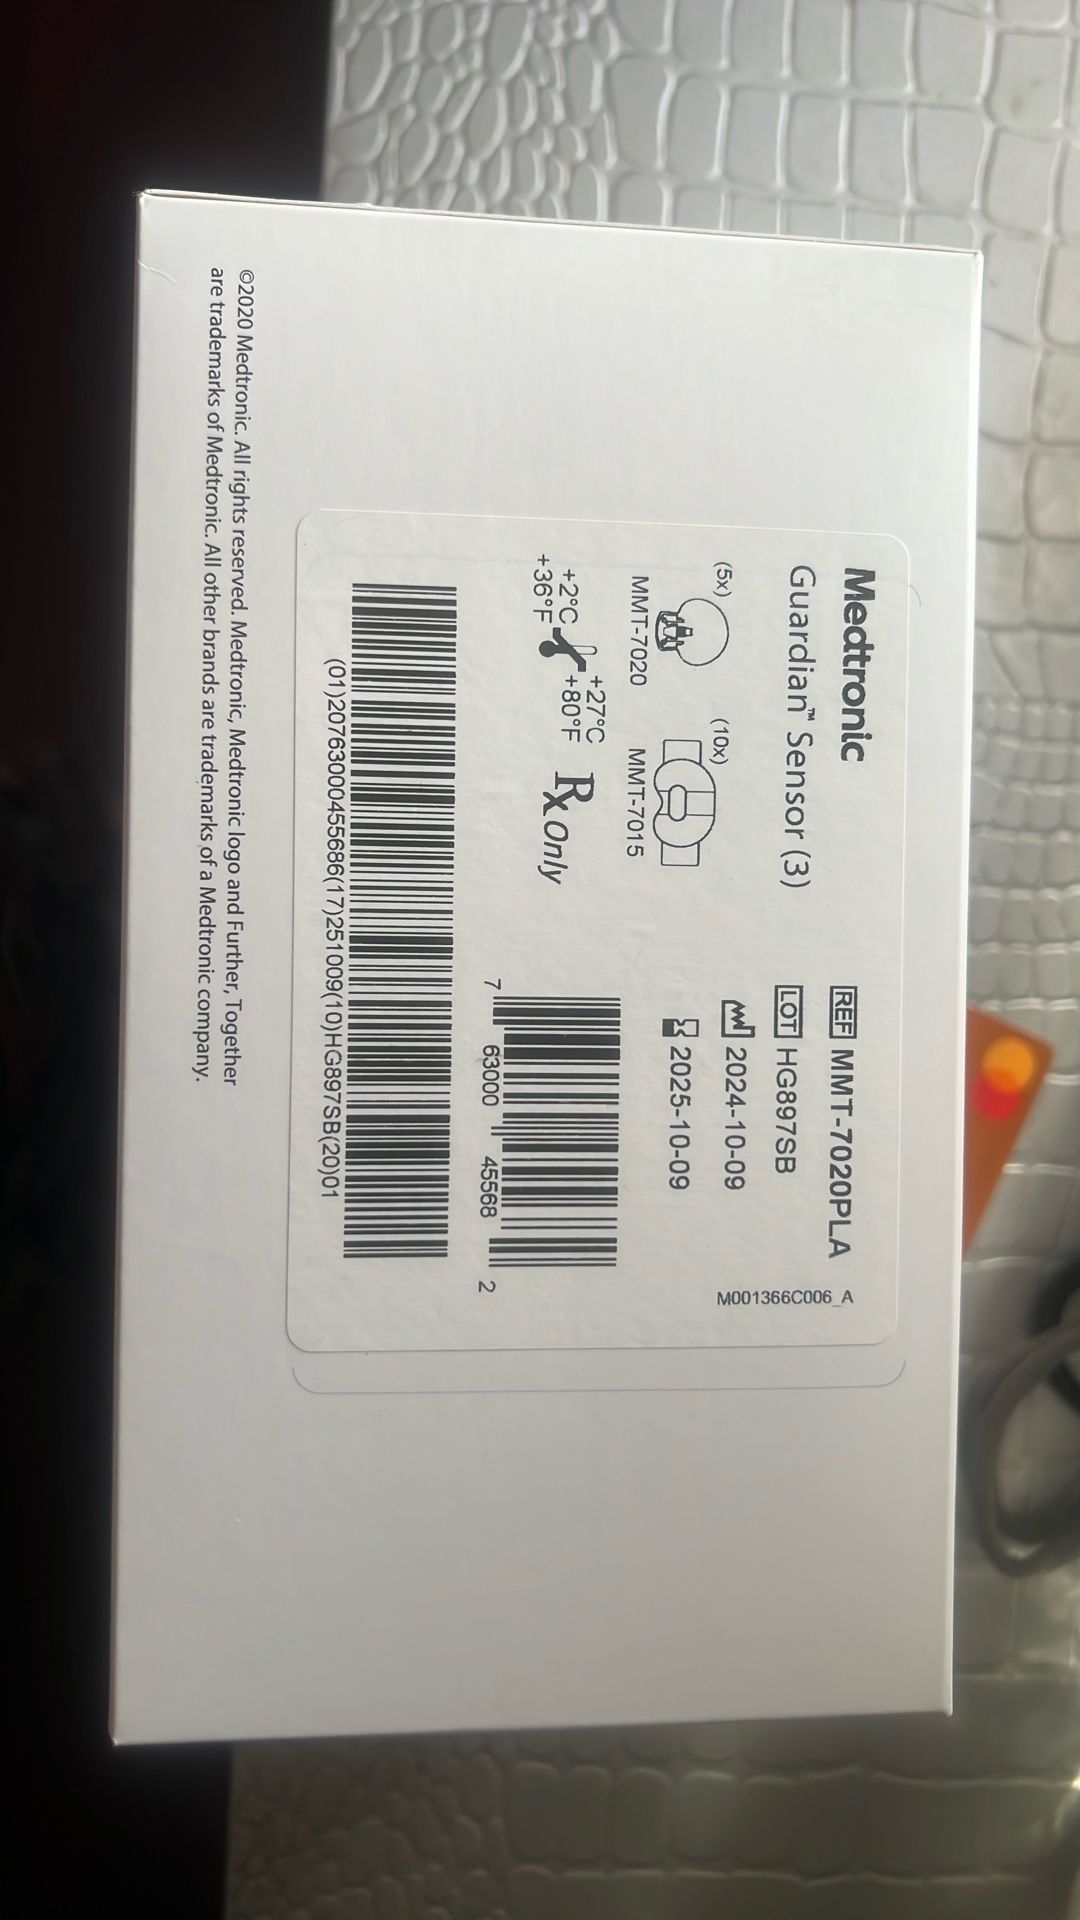 Medtronic
Guardian™ Sensor (3)
(5x)
MMT-7020
(10x)
MMT-7015
+2°C
+36°F
+27°C
+80°F
Rx Only
REF MMT-7020PLA
LOT HG897SB
2024-10-09
2025-10-09
M001366C006_A
7 63000 45568 2
(01)20763000455686(17)251009(10)HG897SB(20)01
©2020 Medtronic. All rights reserved. Medtronic, Medtronic logo and Further, Together
are trademarks of Medtronic. All other brands are trademarks of a Medtronic company.